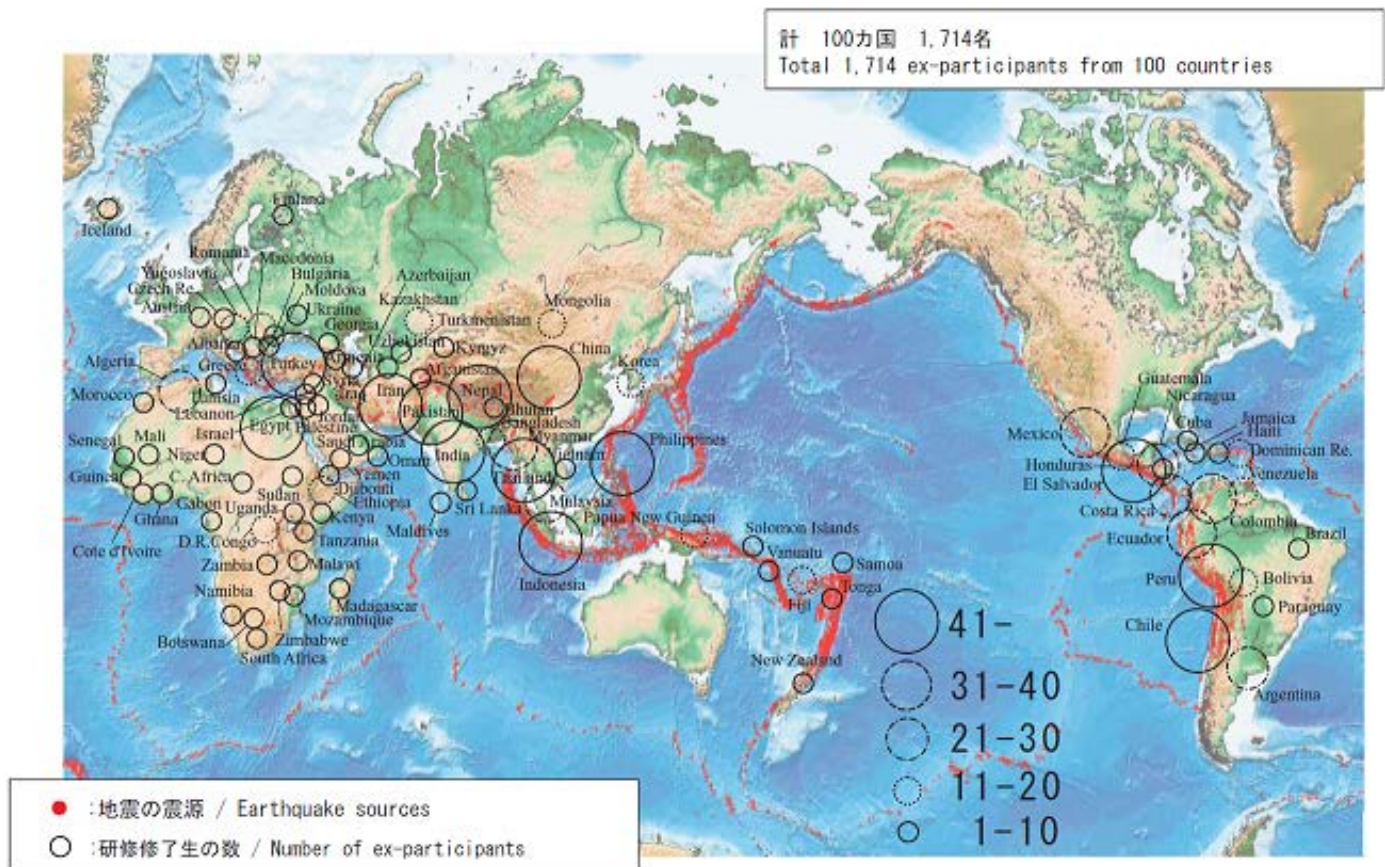 計 100カ国 1,714名
Total 1,714 ex-participants from 100 countries
Iceland
Finland
Romania
Macedonia
Yugoslavia
Bulgaria
Czech Re.
Moldova
Austria
Ukraine
Azerbaijan
Kazakhstan
Mongolia
Georgia
Turkmenistan
Albania
Uzbekistan
Kyrgyz
China
Korea
Algeria
Greece
Turkey
Armenia
Afganistan
Syria
Iran
Nepal
Morocco
Tunisia
Iraq
Pakistan
Bhutan
Lebanon
Jordan
Bangladesh
Israel
Egypt
Palestine
Myanmar
Senegal
Mali
Saudi Arabia
India
Vietnam
Philippines
Niger
Oman
Guinea
C. Africa
Yemen
Thailand
Djibouti
Malaysia
Gabon
Sudan
Ethiopia
Ghana
Uganda
Kenya
Maldives
Sri Lanka
Papua New Guinea
Cote d'Ivoire
D.R.Congo
Tanzania
Solomon Islands
Zambia
Malawi
Indonesia
Vanuatu
Samoa
Namibia
Madagascar
Fiji
Tonga
Mozambique
Botswana
Zimbabwe
South Africa
New Zealand
Guatemala
Nicaragua
Cuba
Jamaica
Haiti
Mexico
Dominican Re.
Honduras
Venezuela
El Salvador
Costa Rica
Colombia
Ecuador
Brazil
Peru
Bolivia
Paraguay
Chile
Argentina
41-
31-40
21-30
11-20
1-10
:地震の震源 / Earthquake sources
:研修修了生の数 / Number of ex-participants